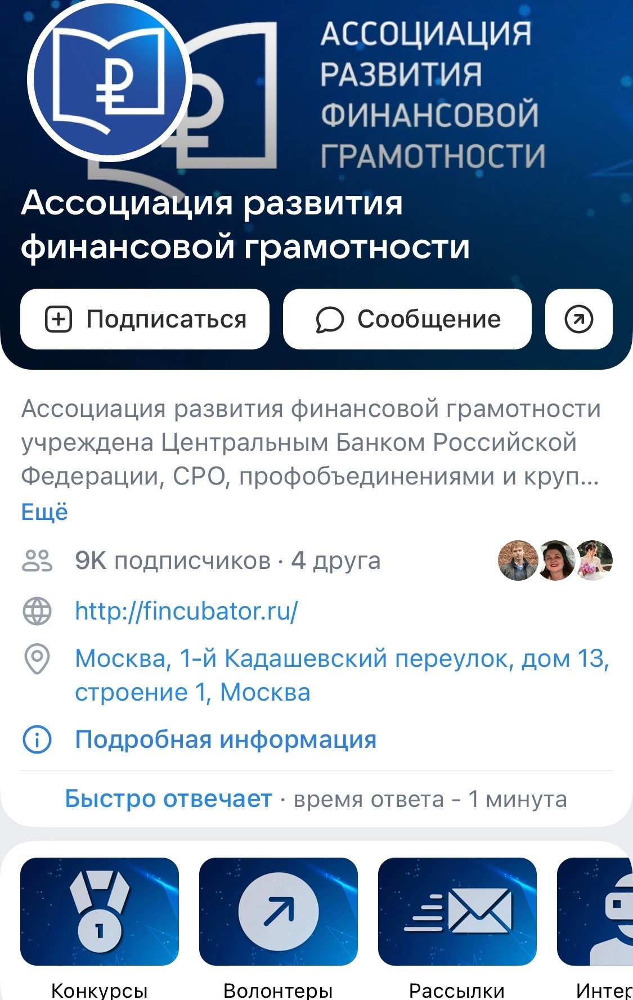 АССОЦИАЦИЯ
РАЗВИТИЯ
ФИНАНСОВОЙ
ГРАМОТНОСТИ
Ассоциация развития
финансовой грамотности
Подписаться
Сообщение
Ассоциация развития финансовой грамотности
учреждена Центральным Банком Российской
Федерации, СРО, профобъединениями и круп...
Ещё
9K подписчиков · 4 друга
http://fincubator.ru/
Москва, 1-й Кадашевский переулок, дом 13,
строение 1, Москва
Подробная информация
Быстро отвечает · время ответа - 1 минута
1
Конкурсы
Волонтеры
Рассылки
Интер